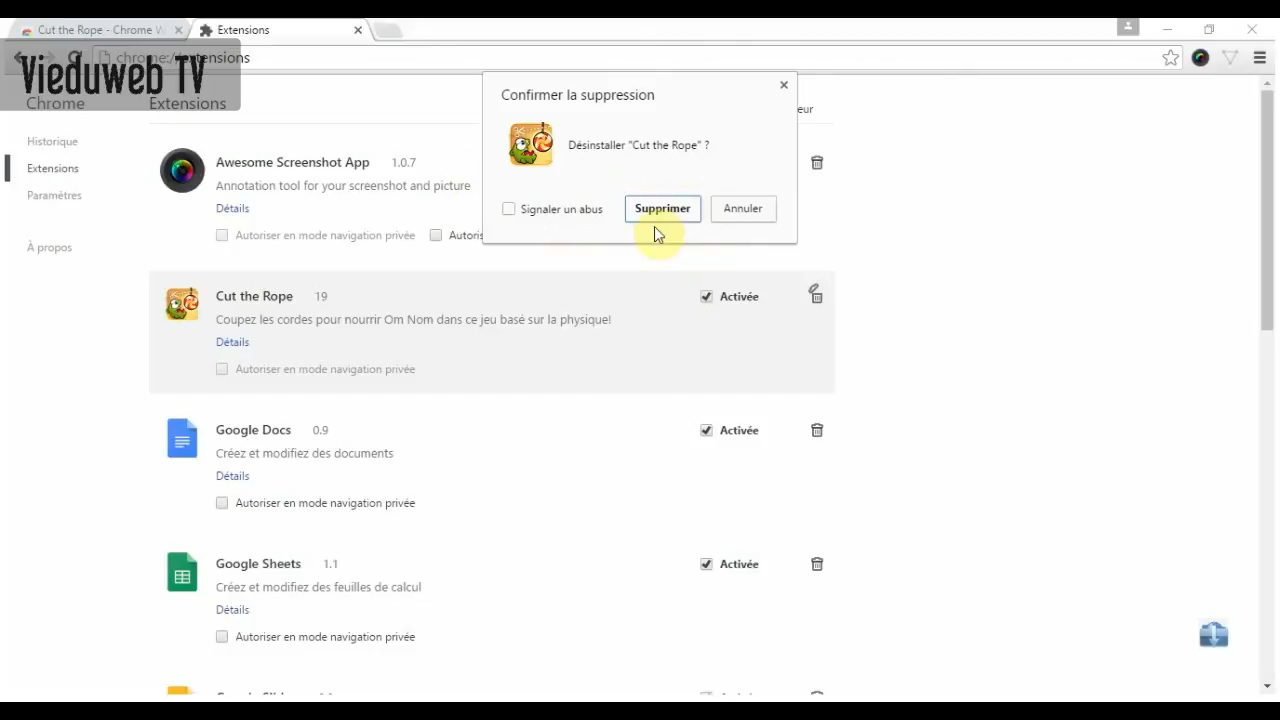 Cut the Rope - Chrome W
Extensions
chrome://extensions
Vieduweb TV
Chrome
Extensions
eur
Historique
Extensions
Paramètres
À propos
Confirmer la suppression
Désinstaller "Cut the Rope" ?
Signaler un abus
Supprimer
Annuler
Awesome Screenshot App 1.0.7
Annotation tool for your screenshot and picture
Détails
Autoriser en mode navigation privée
Autoris
Cut the Rope 19
Activée
Coupez les cordes pour nourrir Om Nom dans ce jeu basé sur la physique!
Détails
Autoriser en mode navigation privée
Google Docs 0.9
Activée
Créez et modifiez des documents
Détails
Autoriser en mode navigation privée
Google Sheets 1.1
Activée
Créez et modifiez des feuilles de calcul
Détails
Autoriser en mode navigation privée